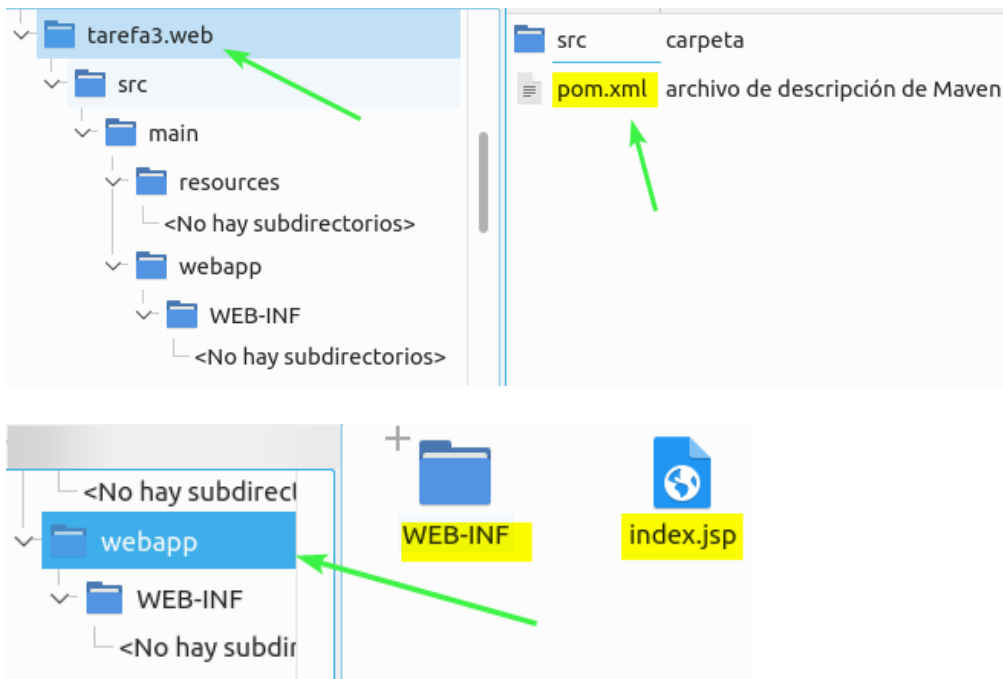 tarefa3.web
src
main
resources
<No hay subdirectorios>
webapp
WEB-INF
<No hay subdirectorios>
src carpeta
pom.xml archivo de descripción de Maven
<No hay subdirect
webapp
WEB-INF
<No hay subdir
WEB-INF index.jsp